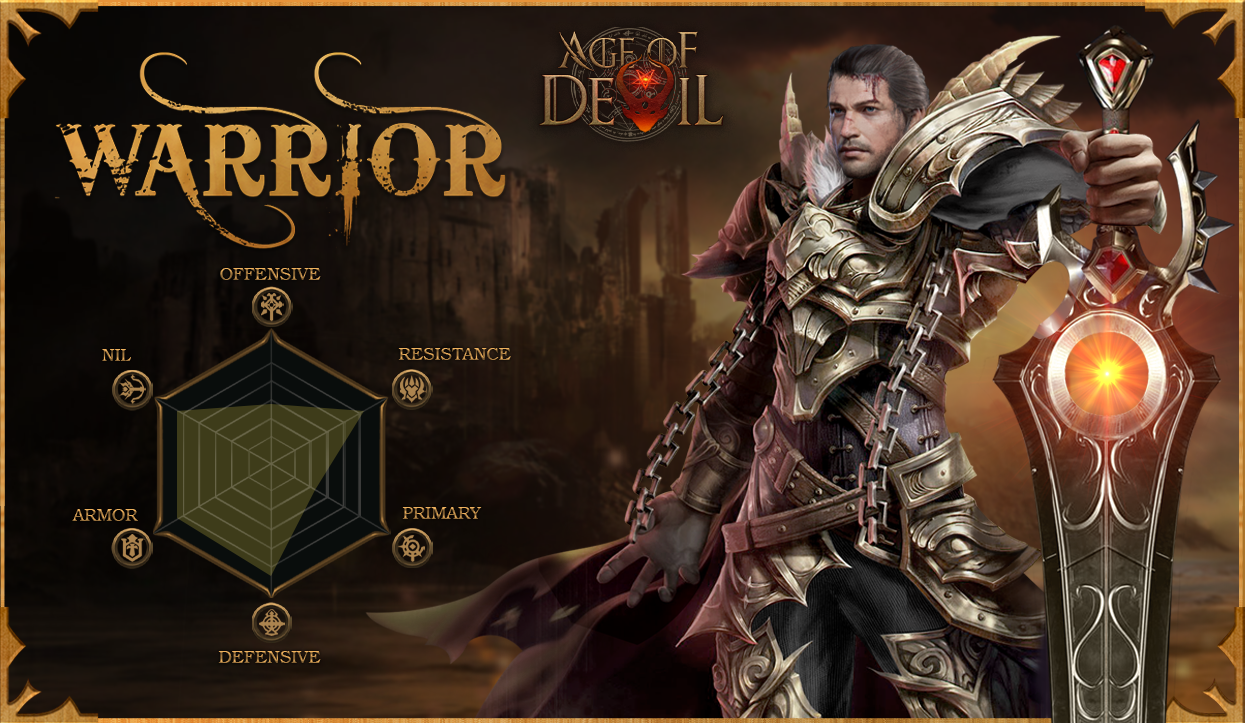 AGE OF
DEVIL
WARRIOR
OFFENSIVE
NIL
RESISTANCE
ARMOR
PRIMARY
DEFENSIVE